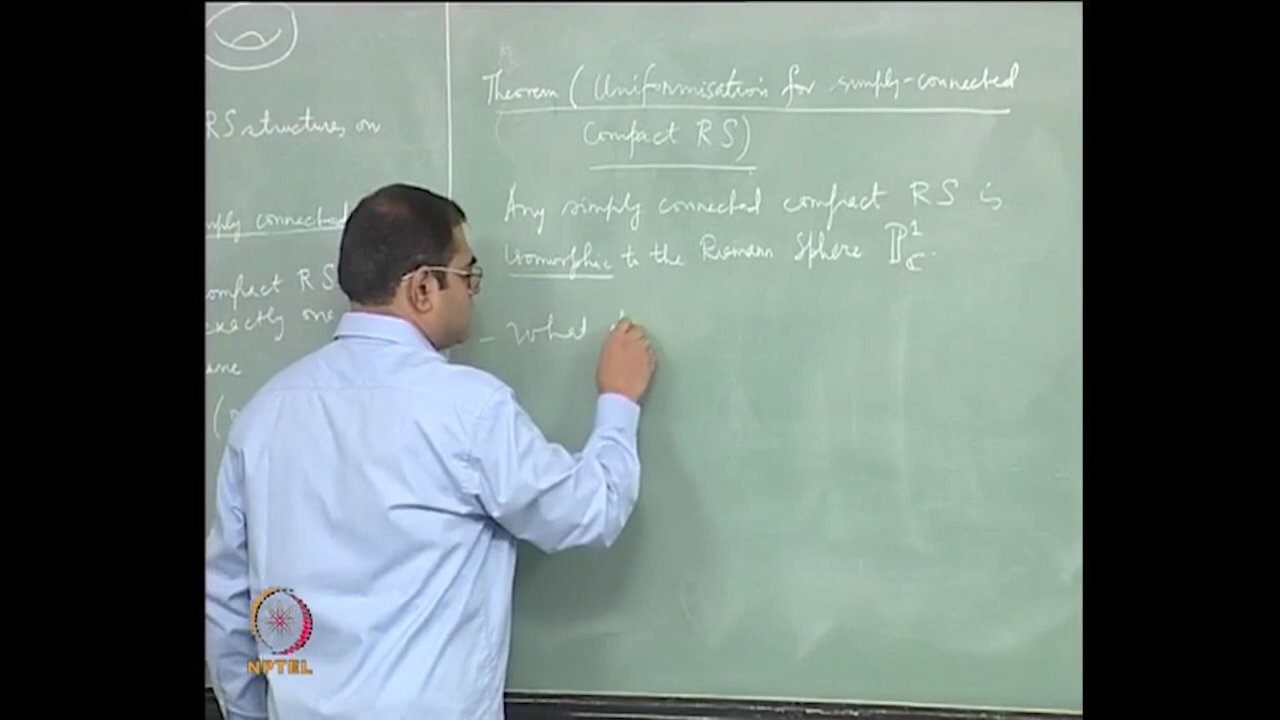 RS structures on
simply connected
compact RS
exactly one
Theorem (Uniformisation for simply-connected
compact RS)
Any simply connected compact RS is
isomorphic to the Riemann Sphere ℙ¹_ℂ.
- What
NPTEL